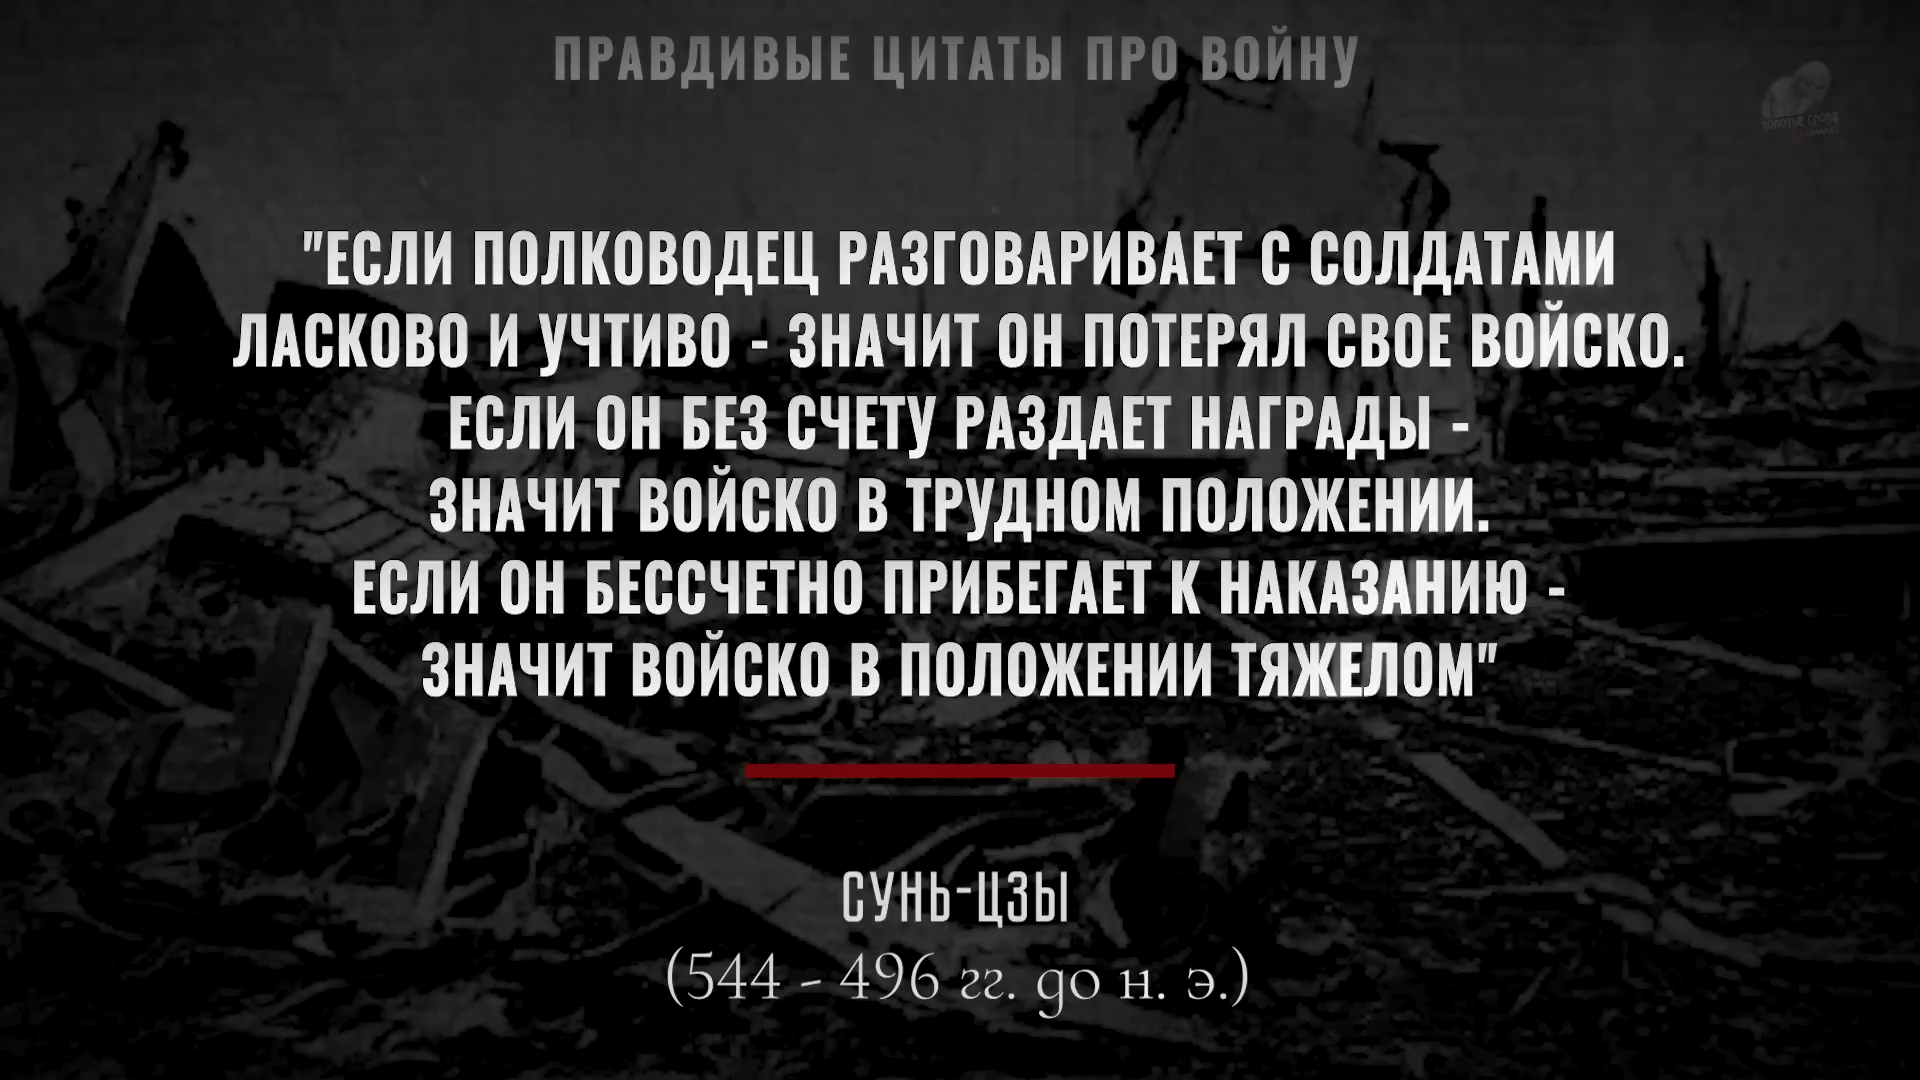 ПРАВДИВЫЕ ЦИТАТЫ ПРО ВОЙНУ
"ЕСЛИ ПОЛКОВОДЕЦ РАЗГОВАРИВАЕТ С СОЛДАТАМИ
ЛАСКОВО И УЧТИВО - ЗНАЧИТ ОН ПОТЕРЯЛ СВОЕ ВОЙСКО.
ЕСЛИ ОН БЕЗ СЧЕТУ РАЗДАЕТ НАГРАДЫ -
ЗНАЧИТ ВОЙСКО В ТРУДНОМ ПОЛОЖЕНИИ.
ЕСЛИ ОН БЕССЧЕТНО ПРИБЕГАЕТ К НАКАЗАНИЮ -
ЗНАЧИТ ВОЙСКО В ПОЛОЖЕНИИ ТЯЖЕЛОМ"
СУНЬ-ЦЗЫ
(544 - 496 гг. до н. э.)